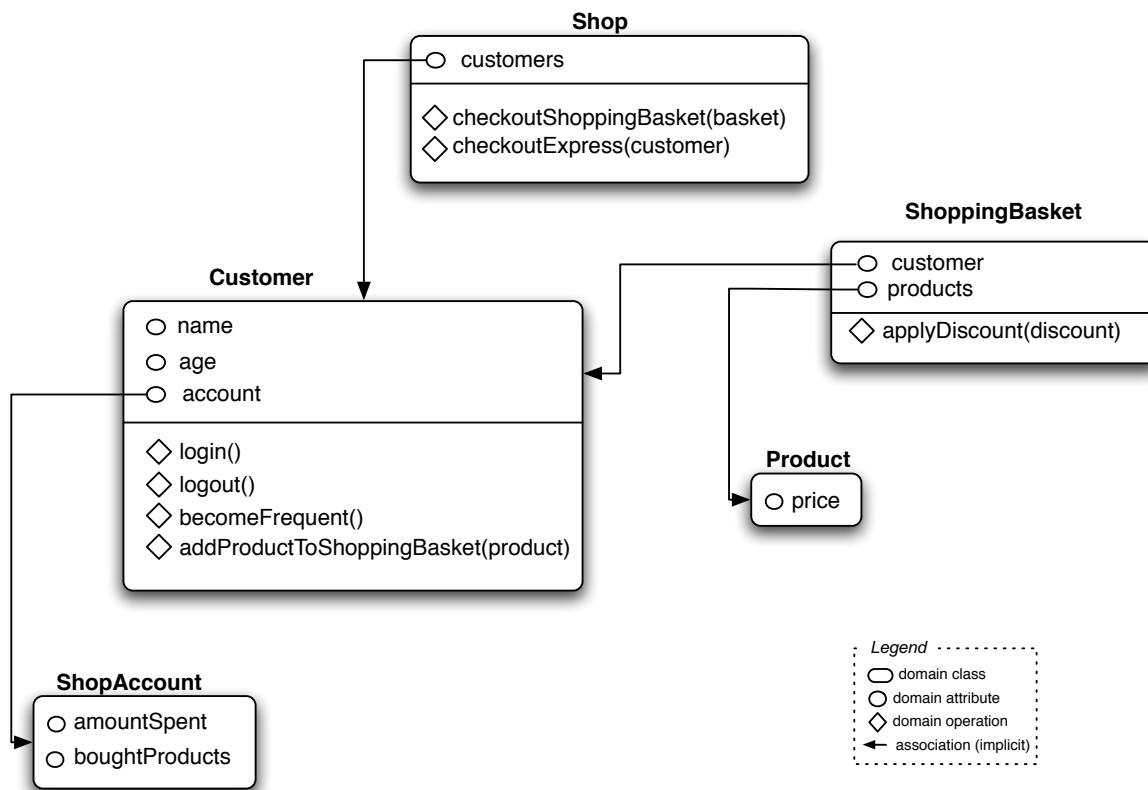 Shop
customers
checkoutShoppingBasket(basket)
checkoutExpress(customer)
ShoppingBasket
customer
products
applyDiscount(discount)
Customer
name
age
account
login()
logout()
becomeFrequent()
addProductToShoppingBasket(product)
Product
price
ShopAccount
amountSpent
boughtProducts
Legend
domain class
domain attribute
domain operation
association (implicit)